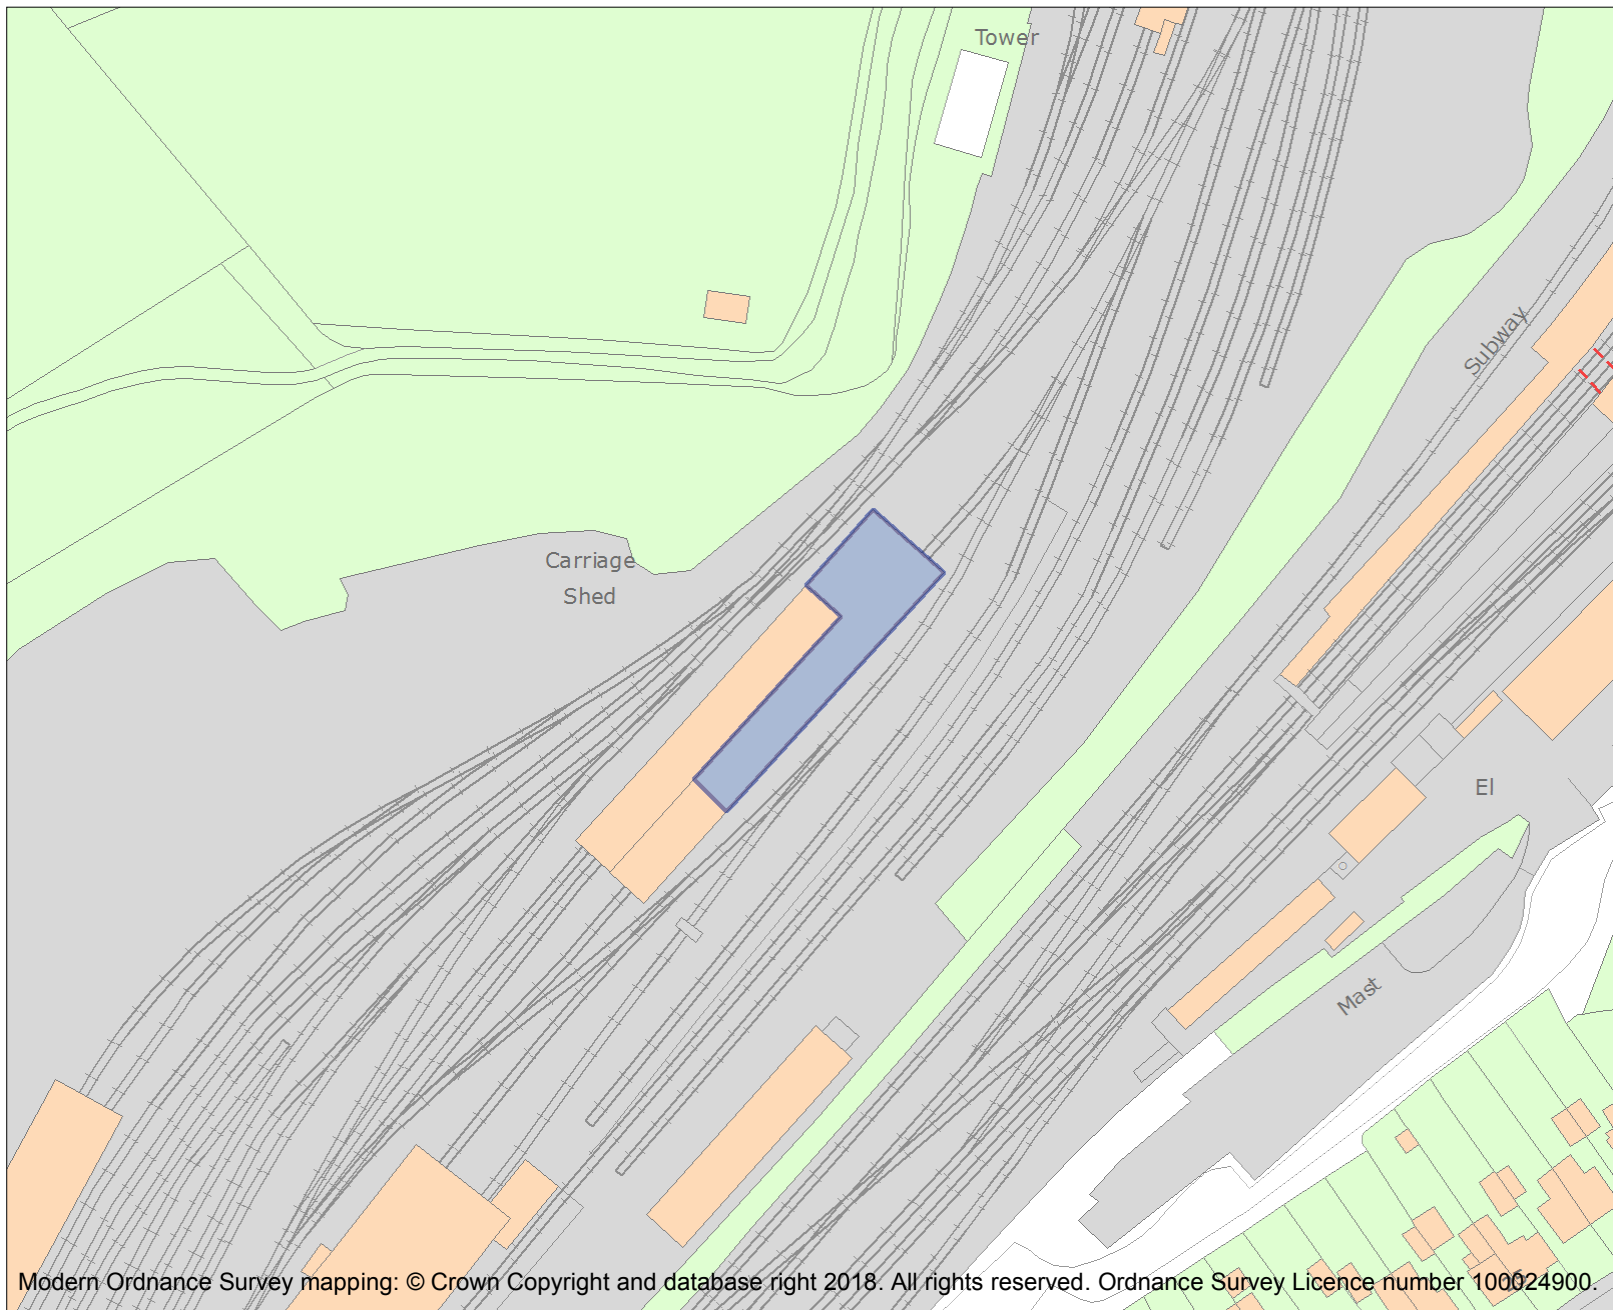 Tower
Subway
Carriage
Shed
El
Mast
Modern Ordnance Survey mapping: © Crown Copyright and database right 2018. All rights reserved. Ordnance Survey Licence number 100024900.